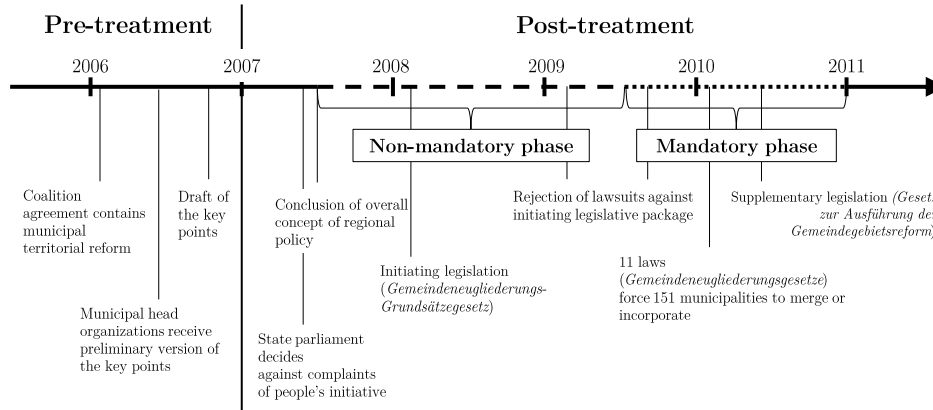 Pre-treatment
Post-treatment
2006
2007
2008
2009
2010
2011
Non-mandatory phase
Mandatory phase
Coalition
agreement contains
municipal
territorial reform
Draft of
the key
points
Conclusion of overall
concept of regional
policy
Rejection of lawsuits against
initiating legislative package
Supplementary legislation (Geset
zur Ausführung de
Gemeindegebietsreform)
Initiating legislation
(Gemeindeneugliederungs-
Grundsätzegesetz)
11 laws
(Gemeindeneugliederungsgesetze)
force 151 municipalities to merge or
incorporate
Municipal head
organizations receive
preliminary version of
the key points
State parliament
decides
against complaints
of people's initiative